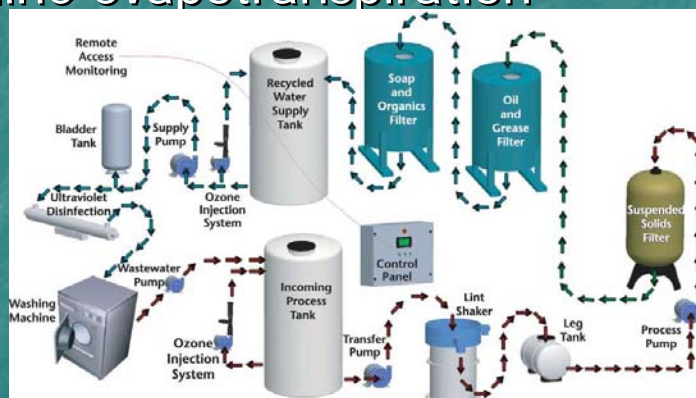 Remote
Access
Monitoring
Recycled
Water
Supply
Tank
Soap
and
Organics
Filter
Oil
and
Grease
Filter
Bladder
Tank
Supply
Pump
Ultraviolet
Disinfection
Ozone
Injection
System
Suspended
Solids
Filter
Washing
Machine
Wastewater
Pump
Incoming
Process
Tank
Control
Panel
Ozone
Injection
System
Transfer
Pump
Lint
Shaker
Leg
Tank
Process
Pump